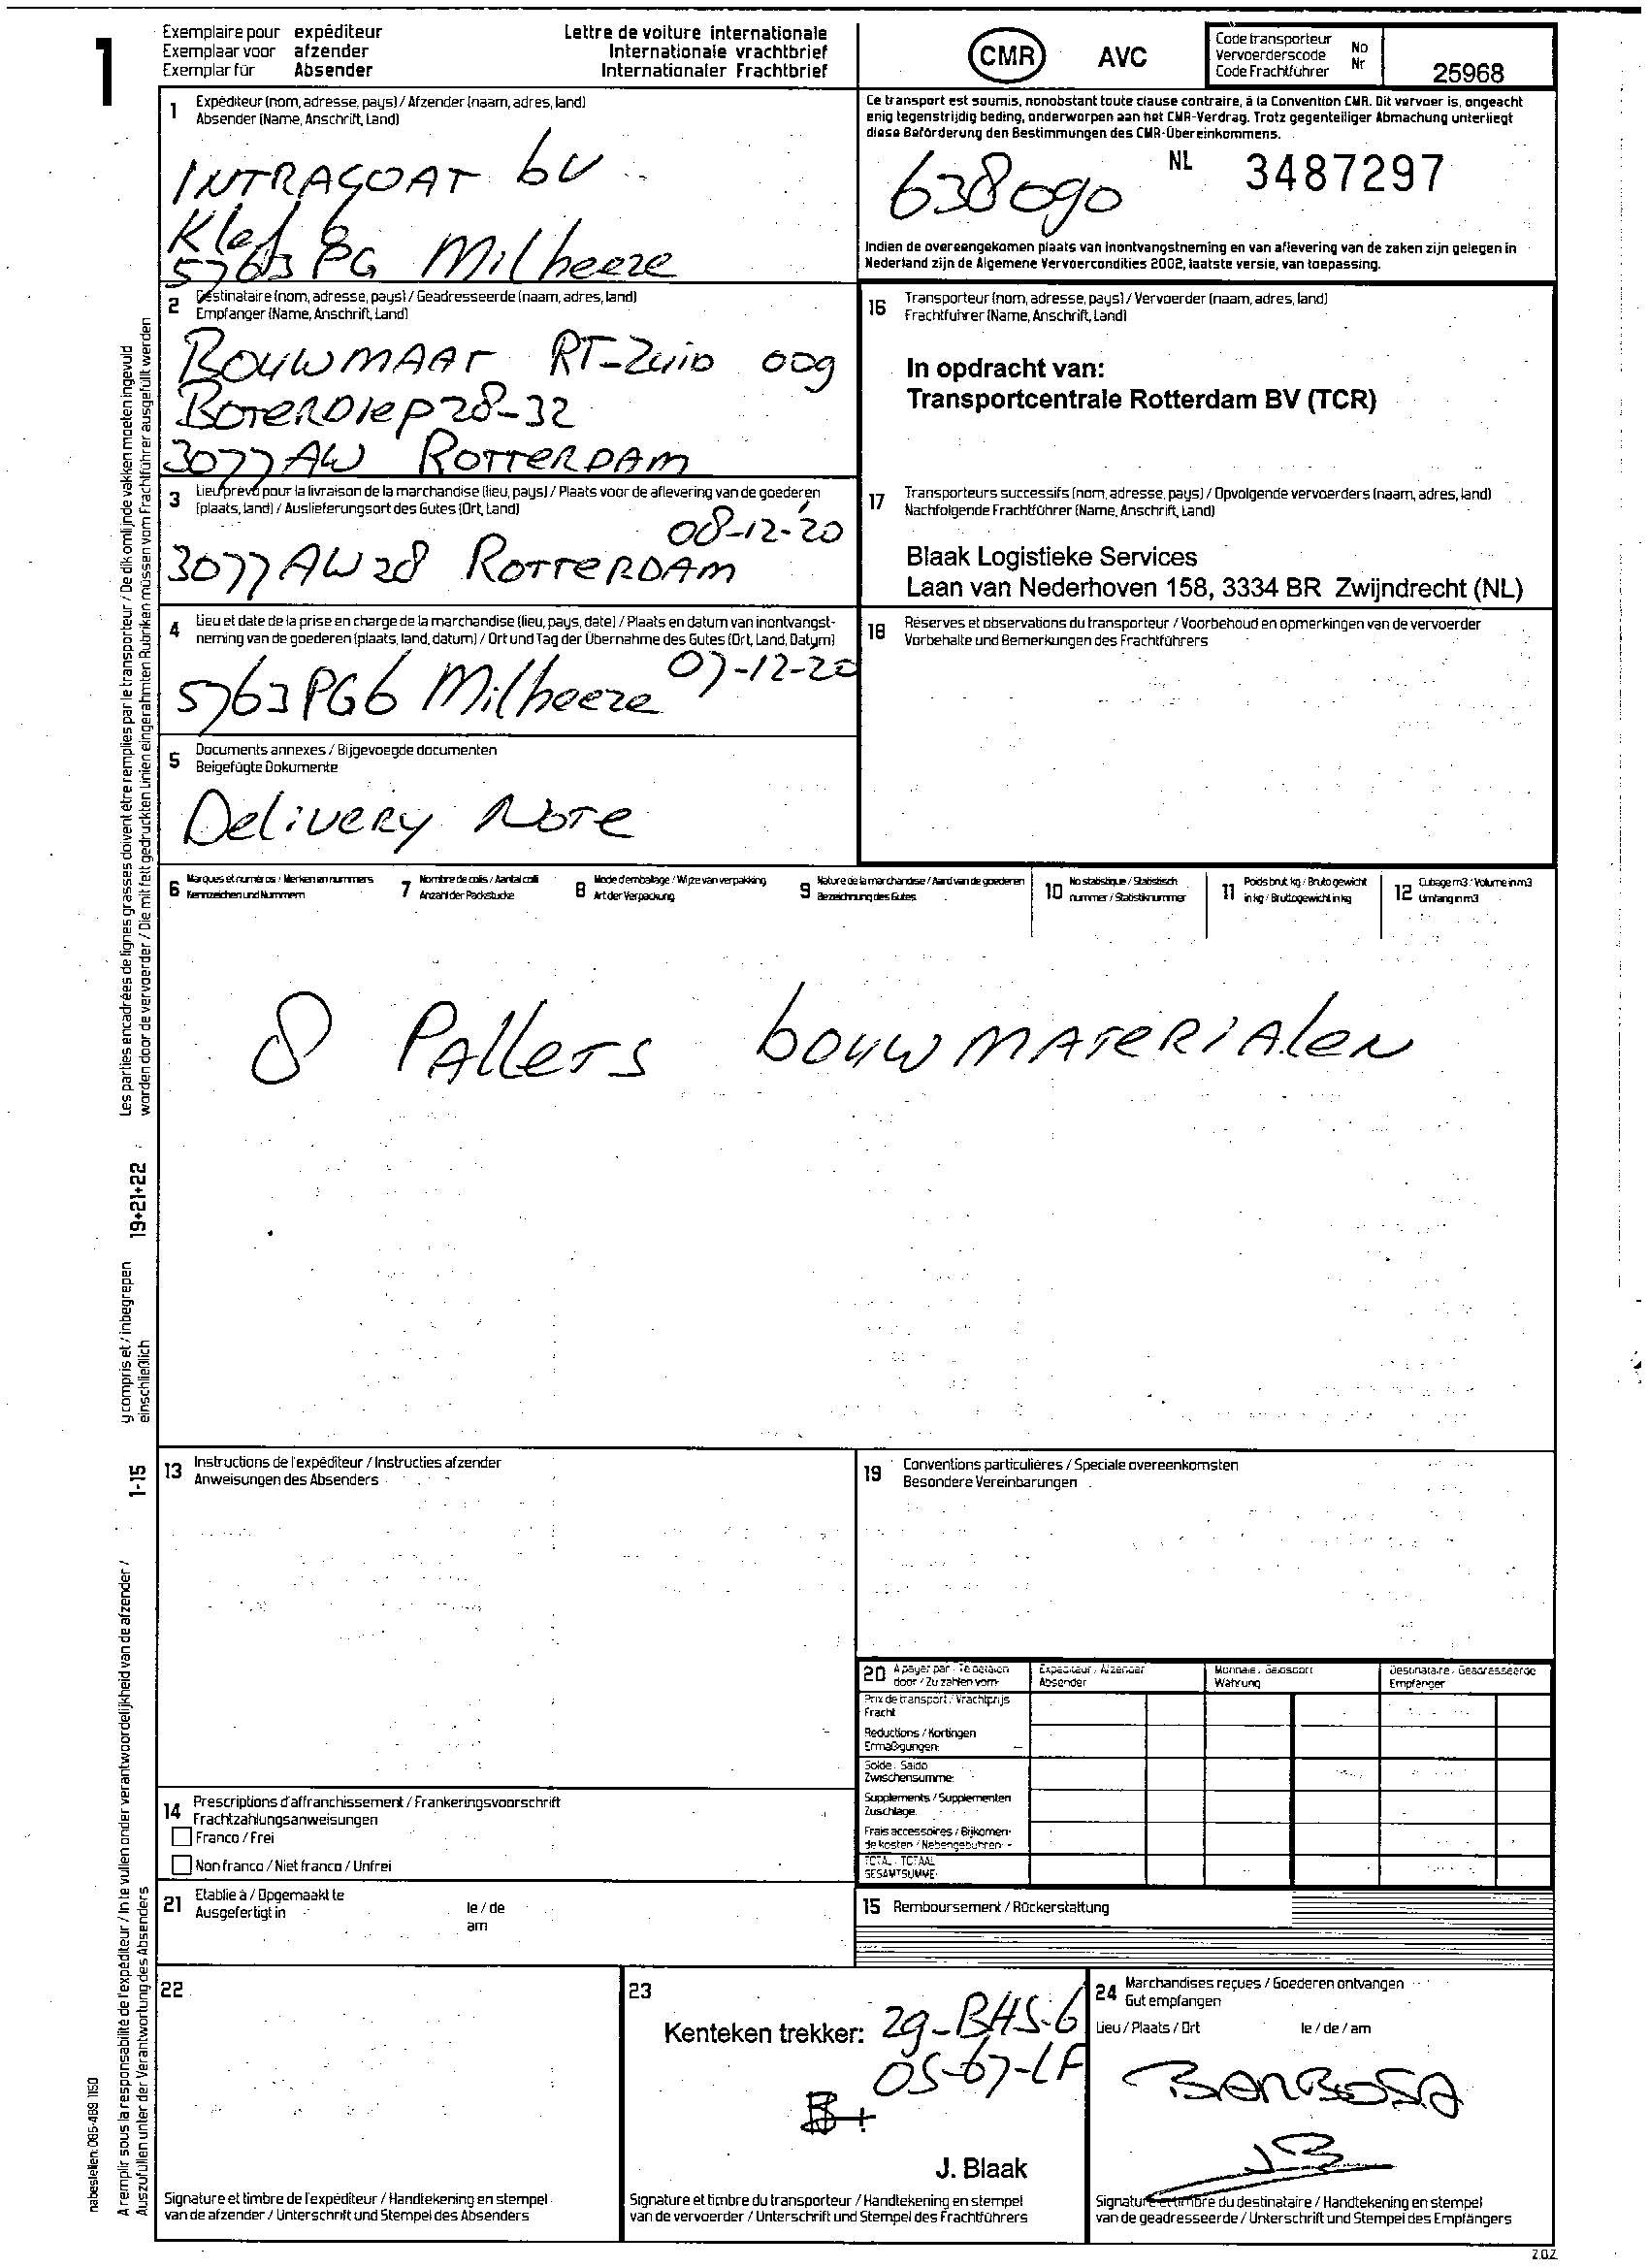 1
Exemplaire pour expéditeur
Exemplaar voor afzender
Exemplar für Absender
Lettre de voiture internationale
Internationale vrachtbrief
Internationaler Frachtbrief
CMR AVC
Code transporteur
Vervoerderscode
Code Frachtführer
No
Nr
25968
1 Expéditeur (nom, adresse, pays) / Afzender (naam, adres, land)
Absender (Name, Anschrift, Land)
INTRACOAT bv
Klef 6
5763 PG Milheeze
Ce transport est soumis, nonobstant toute clause contraire, à la Convention CMR. Dit vervoer is, ongeacht
enig tegenstrijdig beding, onderworpen aan het CMR-Verdrag. Trotz gegenteiliger Abmachung unterliegt
diese Beförderung den Bestimmungen des CMR-Übereinkommens.
638090
NL 3487297
Indien de overeengekomen plaats van inontvangstneming en van aflevering van de zaken zijn gelegen in
Nederland zijn de Algemene Vervoercondities 2002, laatste versie, van toepassing.
2 Destinataire (nom, adresse, pays) / Geadresseerde (naam, adres, land)
Empfanger (Name, Anschrift, Land)
BOUWMAAT RT-Zuid 009
BOTERDIEP 28-32
3077 AW ROTTERDAM
16 Transporteur (nom, adresse, pays) / Vervoerder (naam, adres, land)
Frachtfuhrer (Name, Anschrift, Land)
In opdracht van:
Transportcentrale Rotterdam BV (TCR)
3 Lieu prévu pour la livraison de la marchandise (lieu, pays) / Plaats voor de aflevering van de goederen
(plaats, land) / Auslieferungsort des Gutes (Ort, Land)
08-12-'20
3077 AW 28 ROTTERDAM
17 Transporteurs successifs (nom, adresse, pays) / Opvolgende vervoerders (naam, adres, land)
Nachfolgende Frachtführer (Name, Anschrift, Land)
Blaak Logistieke Services
Laan van Nederhoven 158, 3334 BR Zwijndrecht (NL)
4 Lieu et date de la prise en charge de la marchandise (lieu, pays, date) / Plaats en datum van inontvangst-
neming van de goederen (plaats, land, datum) / Ort und Tag der Übernahme des Gutes (Ort, Land, Datum)
07-12-20
5763 PG 6 Milheeze
18 Réserves et observations du transporteur / Voorbehoud en opmerkingen van de vervoerder
Vorbehalte und Bemerkungen des Frachtführers
5 Documents annexes / Bijgevoegde documenten
Beigefügte Dokumente
Delivery Note
6 Marques et numéros / Merken en nummers
Kennzeichen und Nummern
7 Nombre de colis / Aantal colli
Anzahl der Packstucke
8 Mode d'emballage / Wijze van verpakking
Art der Verpackung
9 Nature de la marchandise / Aard van de goederen
Bezeichnung des Gutes
10 No statistique / Statistisch
nummer / Statistiknummer
11 Poids brut kg / Bruto gewicht
in kg / Bruttogewicht in kg
12 Cubage m3 / Volume in m3
Umfang in m3
8 Pallets bouwmaterialen
13 Instructions de l'expéditeur / Instructies afzender
Anweisungen des Absenders
19 Conventions particulières / Speciale overeenkomsten
Besondere Vereinbarungen
20 A payer par / Te betalen
door / Zu zahlen vom
Expéditeur / Afzender
Absender
Monnaie / Geldsoort
Wahrung
Destinataire / Geadresseerde
Empfänger
Prix de transport / Vrachtprijs
Fracht
Reductions / Kortingen
Ermaßigungen
Solde / Saldo
Zwischensumme
Supplements / Supplementen
Zuschläge
Frais accessoires / Bijkomen-
de kosten / Nebengebuhren
TOTAL / TOTAAL
GESAMTSUMME
14 Prescriptions d'affranchissement / Frankeringsvoorschrift
Frachtzahlungsanweisungen
Franco / Frei
Non franco / Niet franco / Unfrei
21 Etablie à / Opgemaakt te
Ausgefertigt in
le / de
am
15 Remboursement / Rückerstattung
22
23
Kenteken trekker: 29-BHS-6
05-67-LF
J. Blaak
24 Marchandises reçues / Goederen ontvangen
Gut empfangen
Lieu / Plaats / Ort le / de / am
BARBOSA
Signature et timbre de l'expéditeur / Handtekening en stempel
van de afzender / Unterschrift und Stempel des Absenders
Signature et timbre du transporteur / Handtekening en stempel
van de vervoerder / Unterschrift und Stempel des Frachtführers
Signature et timbre du destinataire / Handtekening en stempel
van de geadresseerde / Unterschrift und Stempel des Empfängers
Z.O.Z.
Les parties encadrées de lignes grasses doivent être remplies par le transporteur / De dik omlijnde vakken moeten ingevuld
worden door de vervoerder / Die mit fett gedruckten Linien eingerahmten Rubriken müssen vom Frachtführer ausgefüllt werden
19+21+22
y compris et / inbegrepen
einschließlich
1-15
A remplir sous la responsabilité de l'expéditeur / In te vullen onder verantwoordelijkheid van de afzender /
Auszufüllen unter der Verantwortung des Absenders
nabestellen: 085-489 1150